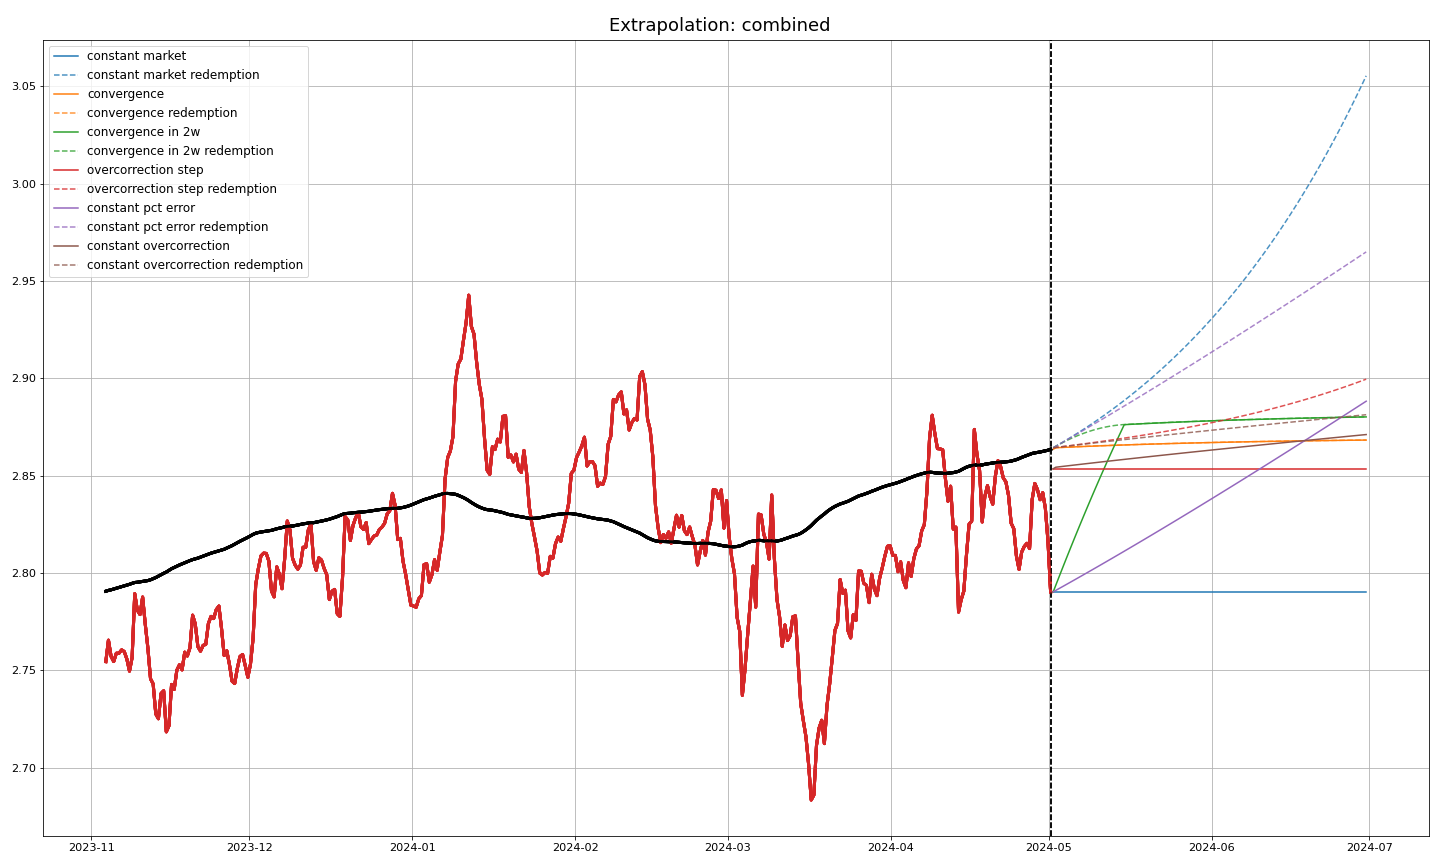 Extrapolation: combined
constant market
constant market redemption
convergence
convergence redemption
convergence in 2w
convergence in 2w redemption
overcorrection step
overcorrection step redemption
constant pct error
constant pct error redemption
constant overcorrection
constant overcorrection redemption
3.05
3.00
2.95
2.90
2.85
2.80
2.75
2.70
2023-11 2023-12 2024-01 2024-02 2024-03 2024-04 2024-05 2024-06 2024-07